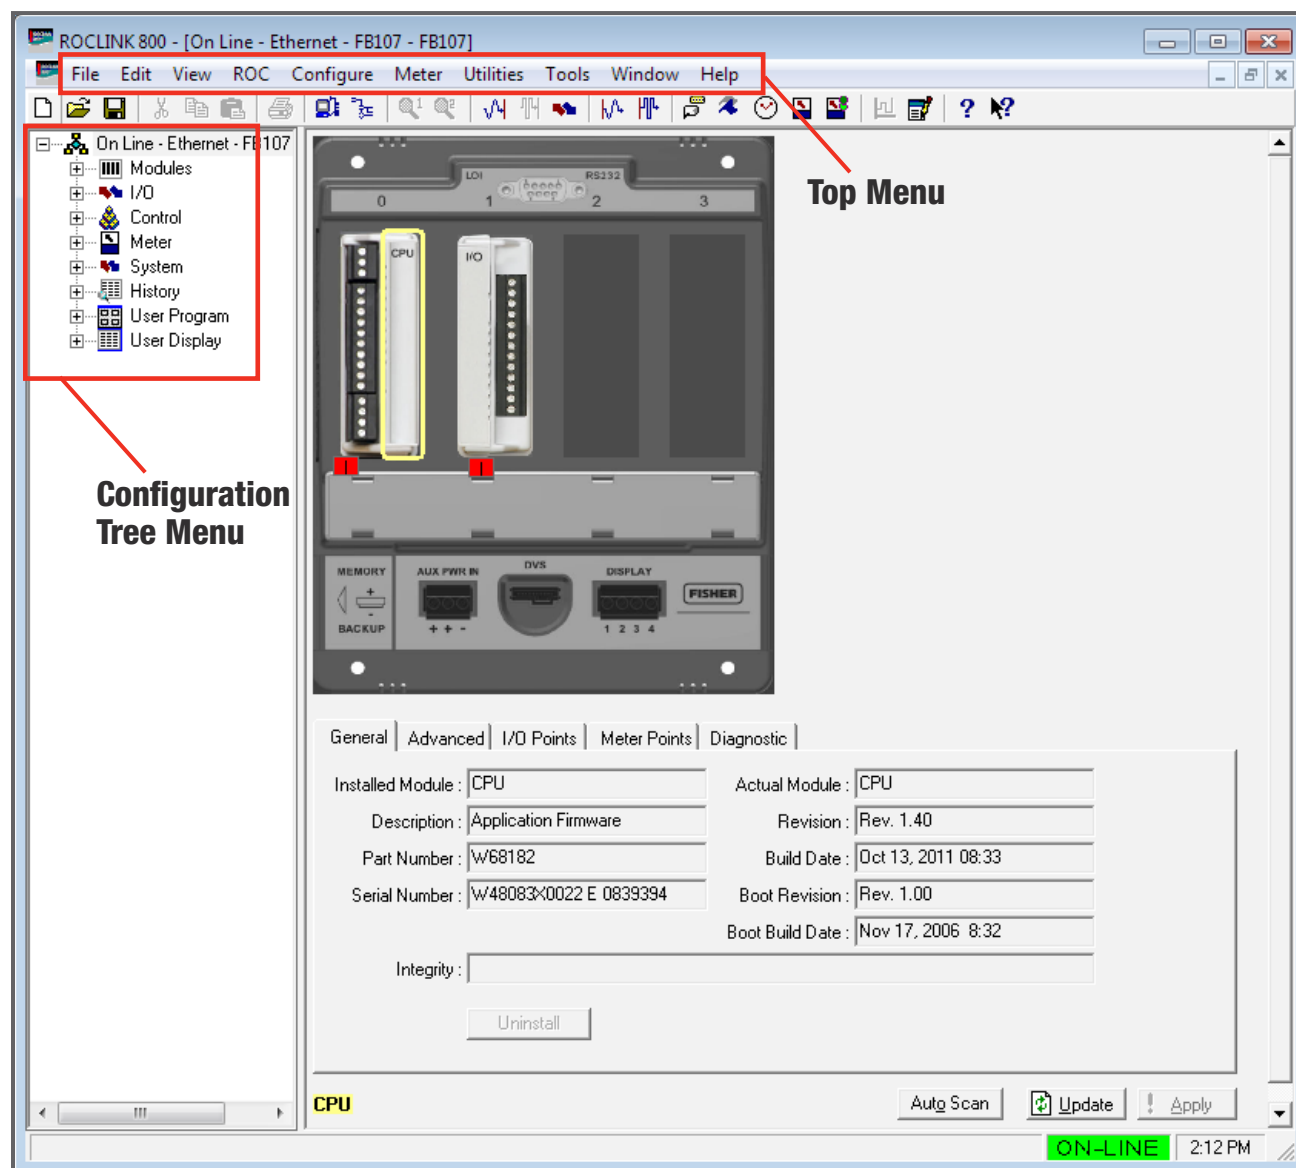 ROCLINK 800 - [On Line - Ethernet - FB107 - FB107]
File Edit View ROC Configure Meter Utilities Tools Window Help
On Line - Ethernet - FB107
Modules
I/O
Control
Meter
System
History
User Program
User Display
Top Menu
Configuration
Tree Menu
LOI RS232
0 1 2 3
CPU I/O
MEMORY AUX PWR IN DVS DISPLAY
FISHER
+
-
BACKUP + + - 1 2 3 4
General Advanced I/O Points Meter Points Diagnostic
Installed Module : CPU Actual Module : CPU
Description : Application Firmware Revision : Rev. 1.40
Part Number : W68182 Build Date : Oct 13, 2011 08:33
Serial Number : W48083X0022 E 0839394 Boot Revision : Rev. 1.00
Boot Build Date : Nov 17, 2006 8:32
Integrity :
Uninstall
CPU Auto Scan Update Apply
ON-LINE 2:12 PM